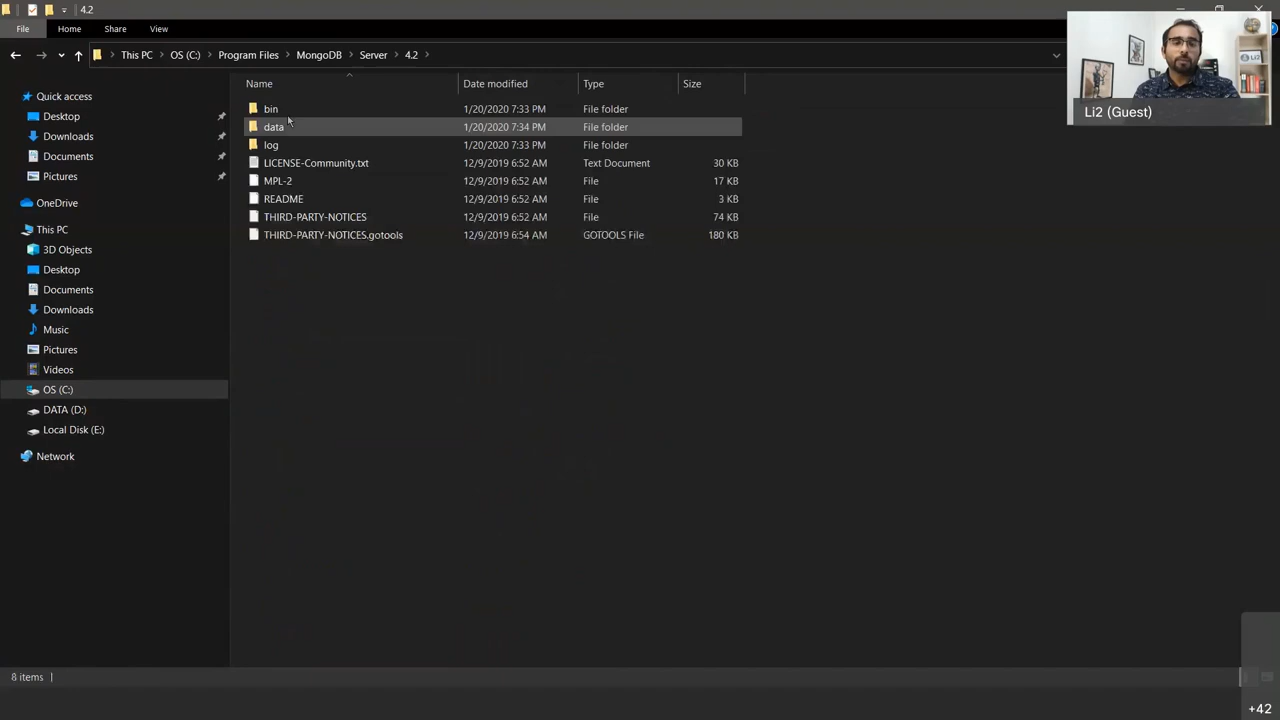 4.2
File Home Share View
This PC OS (C:) Program Files MongoDB Server 4.2
Name Date modified Type Size
Quick access
Desktop
Downloads
Documents
Pictures
OneDrive
This PC
3D Objects
Desktop
Documents
Downloads
Music
Pictures
Videos
OS (C:)
DATA (D:)
Local Disk (E:)
Network
bin 1/20/2020 7:33 PM File folder
data 1/20/2020 7:34 PM File folder
log 1/20/2020 7:33 PM File folder
LICENSE-Community.txt 12/9/2019 6:52 AM Text Document 30 KB
MPL-2 12/9/2019 6:52 AM File 17 KB
README 12/9/2019 6:52 AM File 3 KB
THIRD-PARTY-NOTICES 12/9/2019 6:52 AM File 74 KB
THIRD-PARTY-NOTICES.gotools 12/9/2019 6:54 AM GOTOOLS File 180 KB
Li2
Li2 (Guest)
8 items
+42